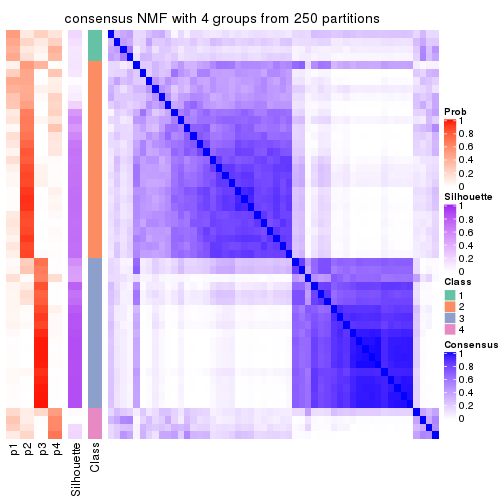 consensus NMF with 4 groups from 250 partitions
Prob
1
0.8
0.6
0.4
0.2
0
Silhouette
1
0.8
0.6
0.4
0.2
0
Class
1
2
3
4
Consensus
1
0.8
0.6
0.4
0.2
0
p1
p2
p3
p4
Silhouette
Class